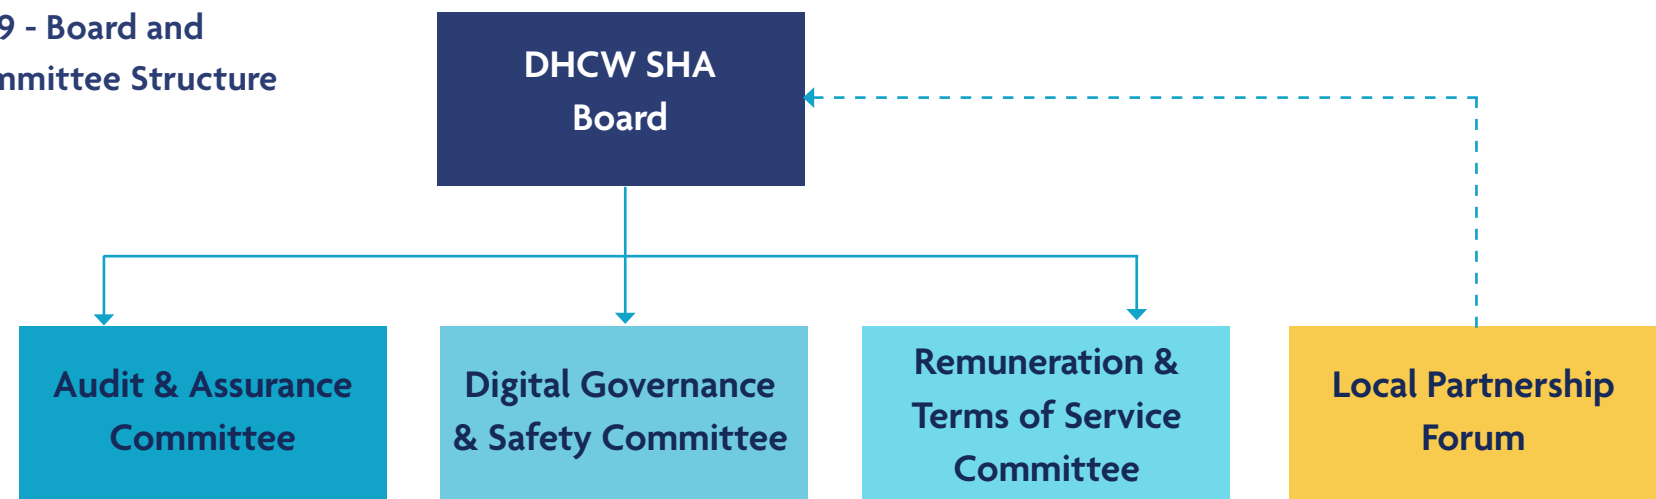 9 - Board and
mmittee Structure
DHCW SHA
Board
Audit & Assurance
Committee
Digital Governance
& Safety Committee
Remuneration &
Terms of Service
Committee
Local Partnership
Forum